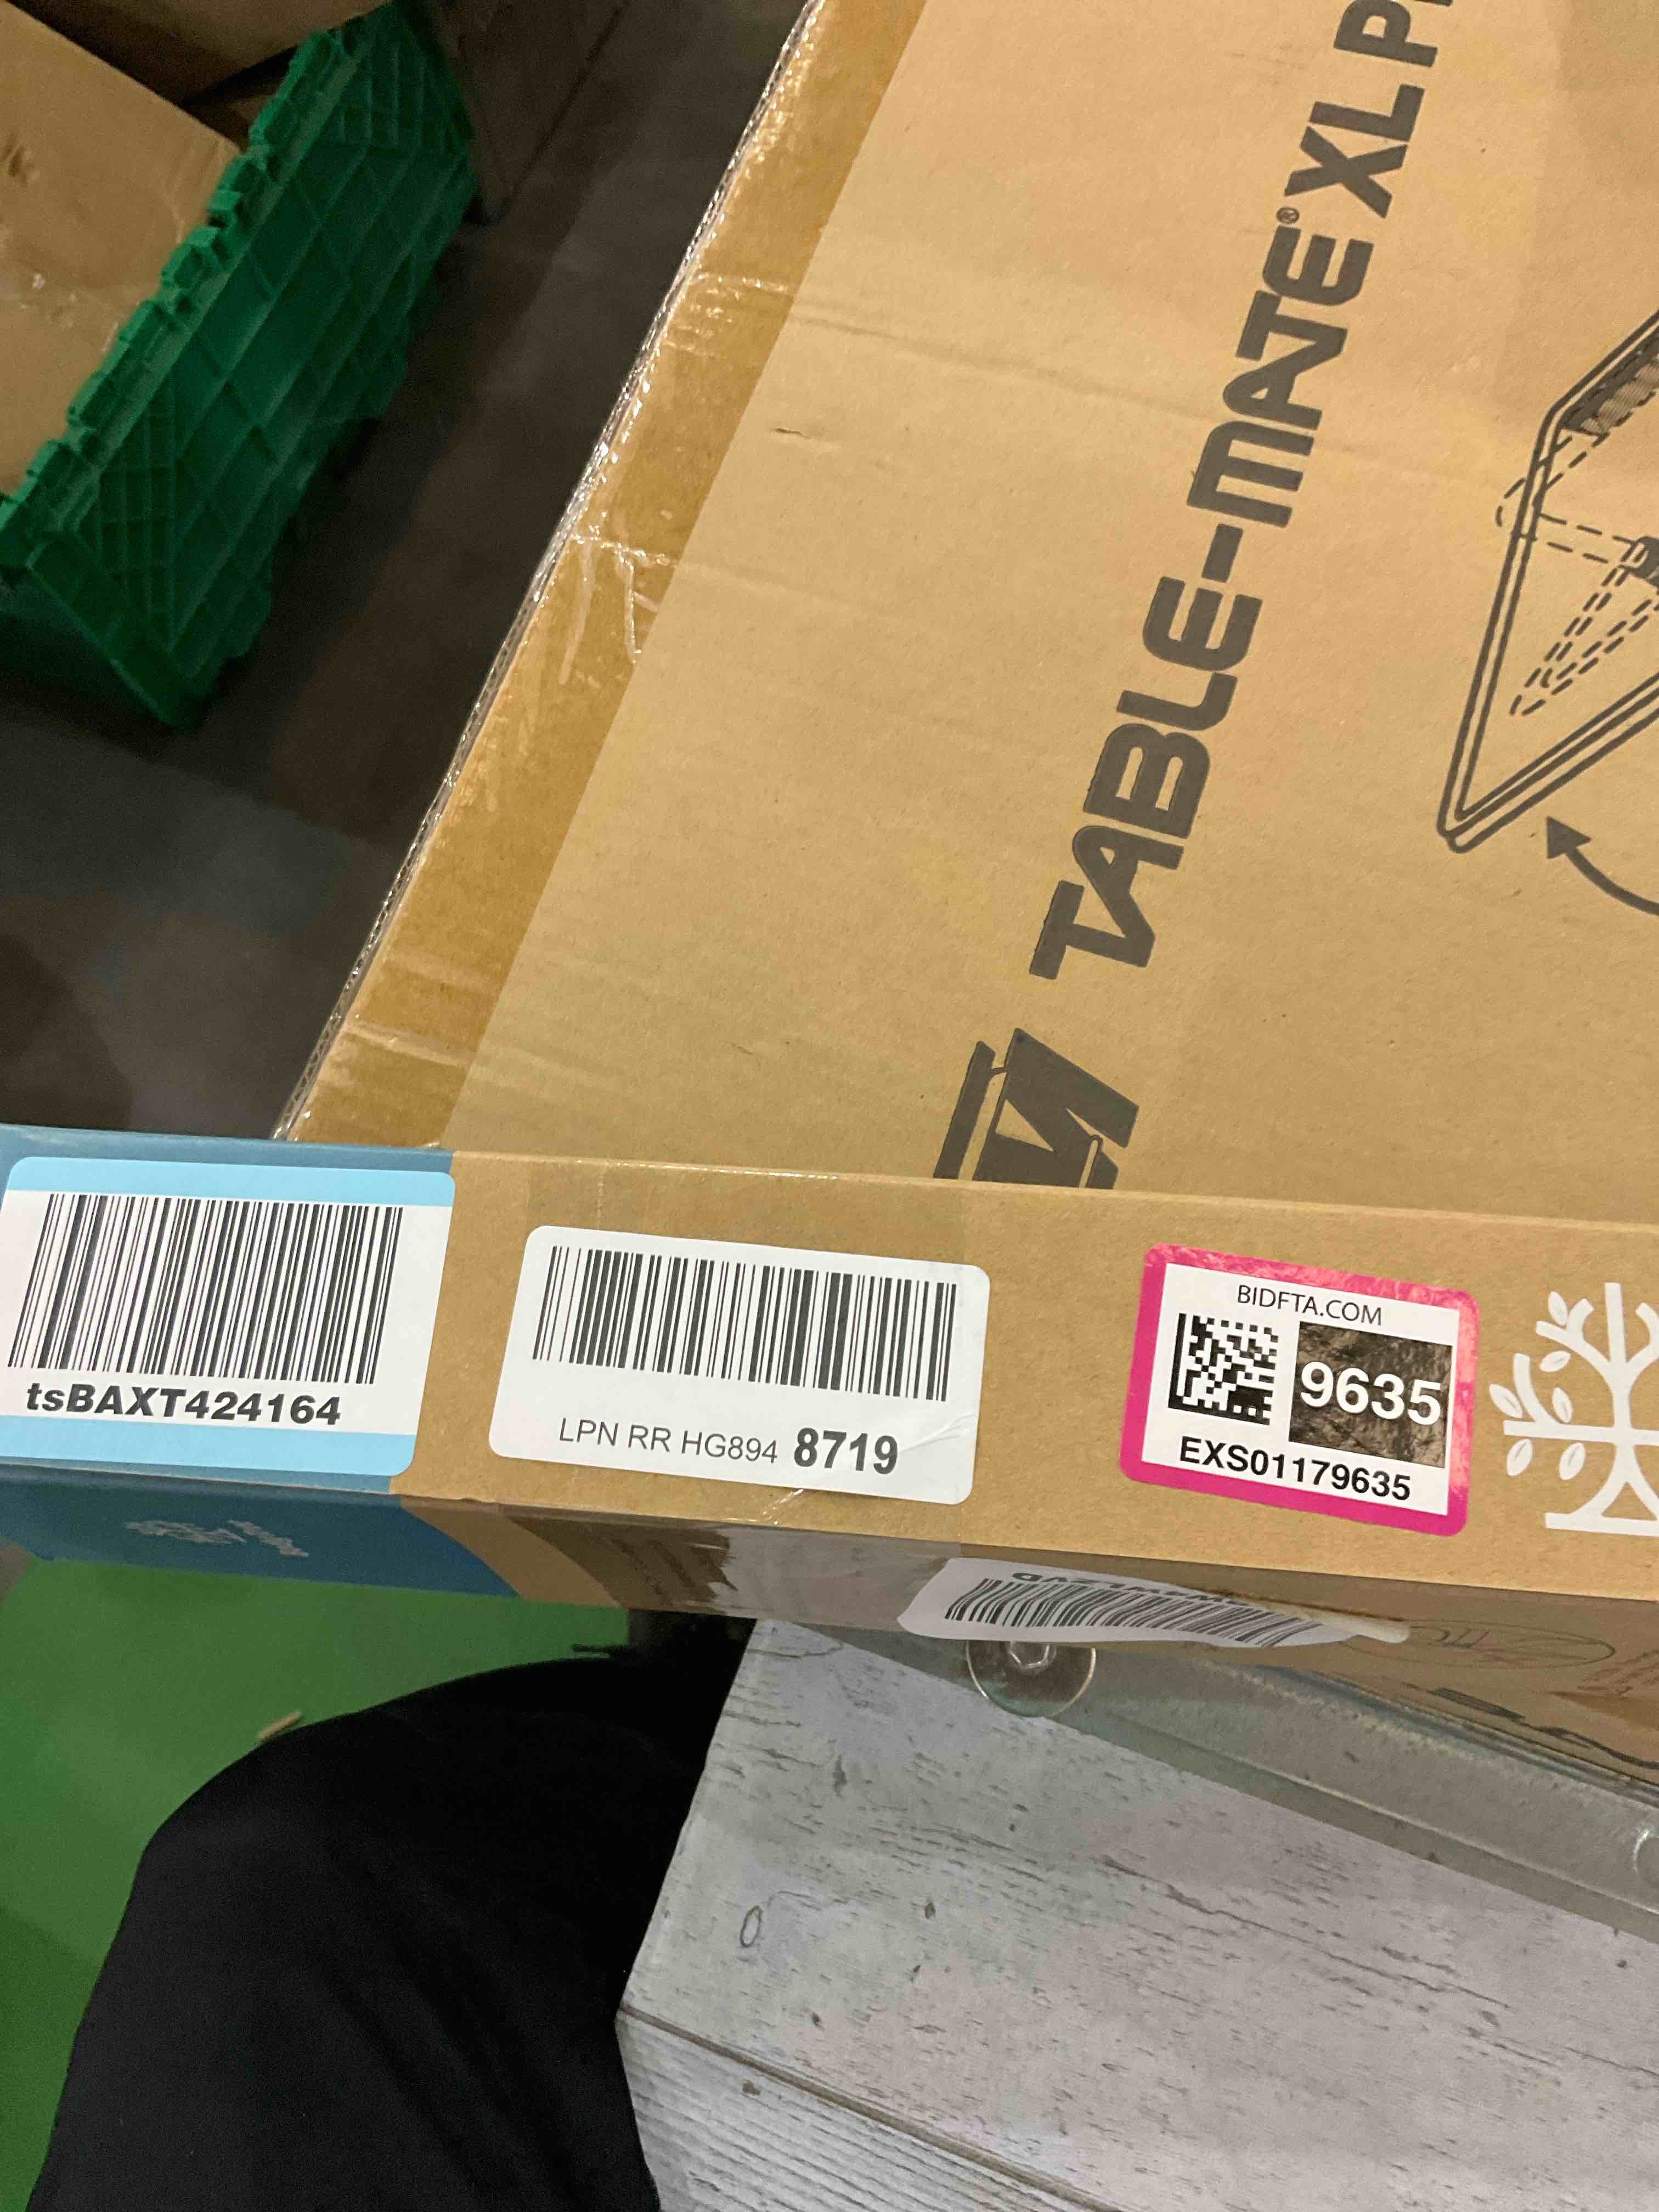 TABLE-MATE® XL P
tsBAXT424164
LPN RR HG894 8719
BIDFTA.COM
9635
EXS01179635